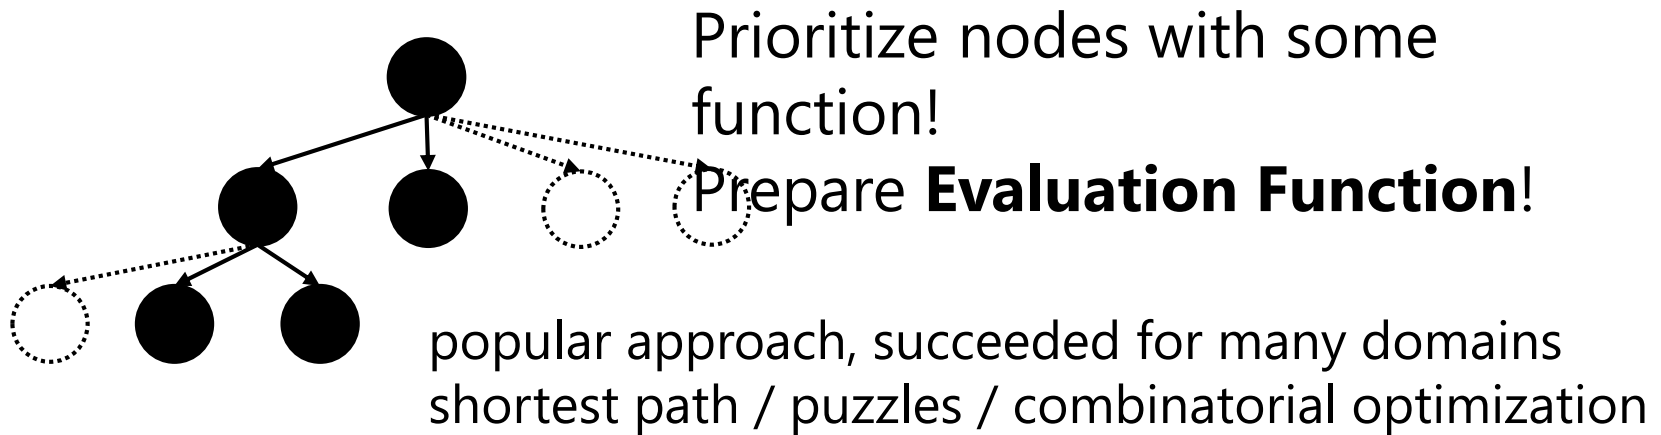 Prioritize nodes with some
function!
Prepare Evaluation Function!
popular approach, succeeded for many domains
shortest path / puzzles / combinatorial optimization